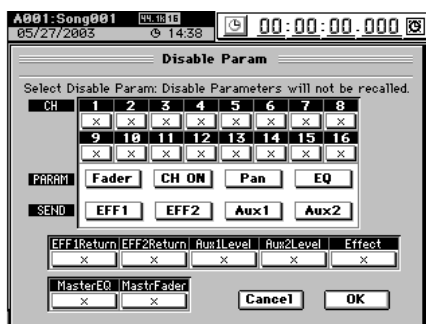 A001:Song001 44.1k16
05/27/2003 14:38 00:00:00.000
Disable Param
Select Disable Param: Disable Parameters will not be recalled.
CH 1 2 3 4 5 6 7 8
× × × × × × × ×
9 10 11 12 13 14 15 16
× × × × × × × ×
PARAM Fader CH ON Pan EQ
SEND EFF1 EFF2 Aux1 Aux2
EFF1Return EFF2Return Aux1Level Aux2Level Effect
× × × × ×
MasterEQ MastrFader
× × Cancel OK